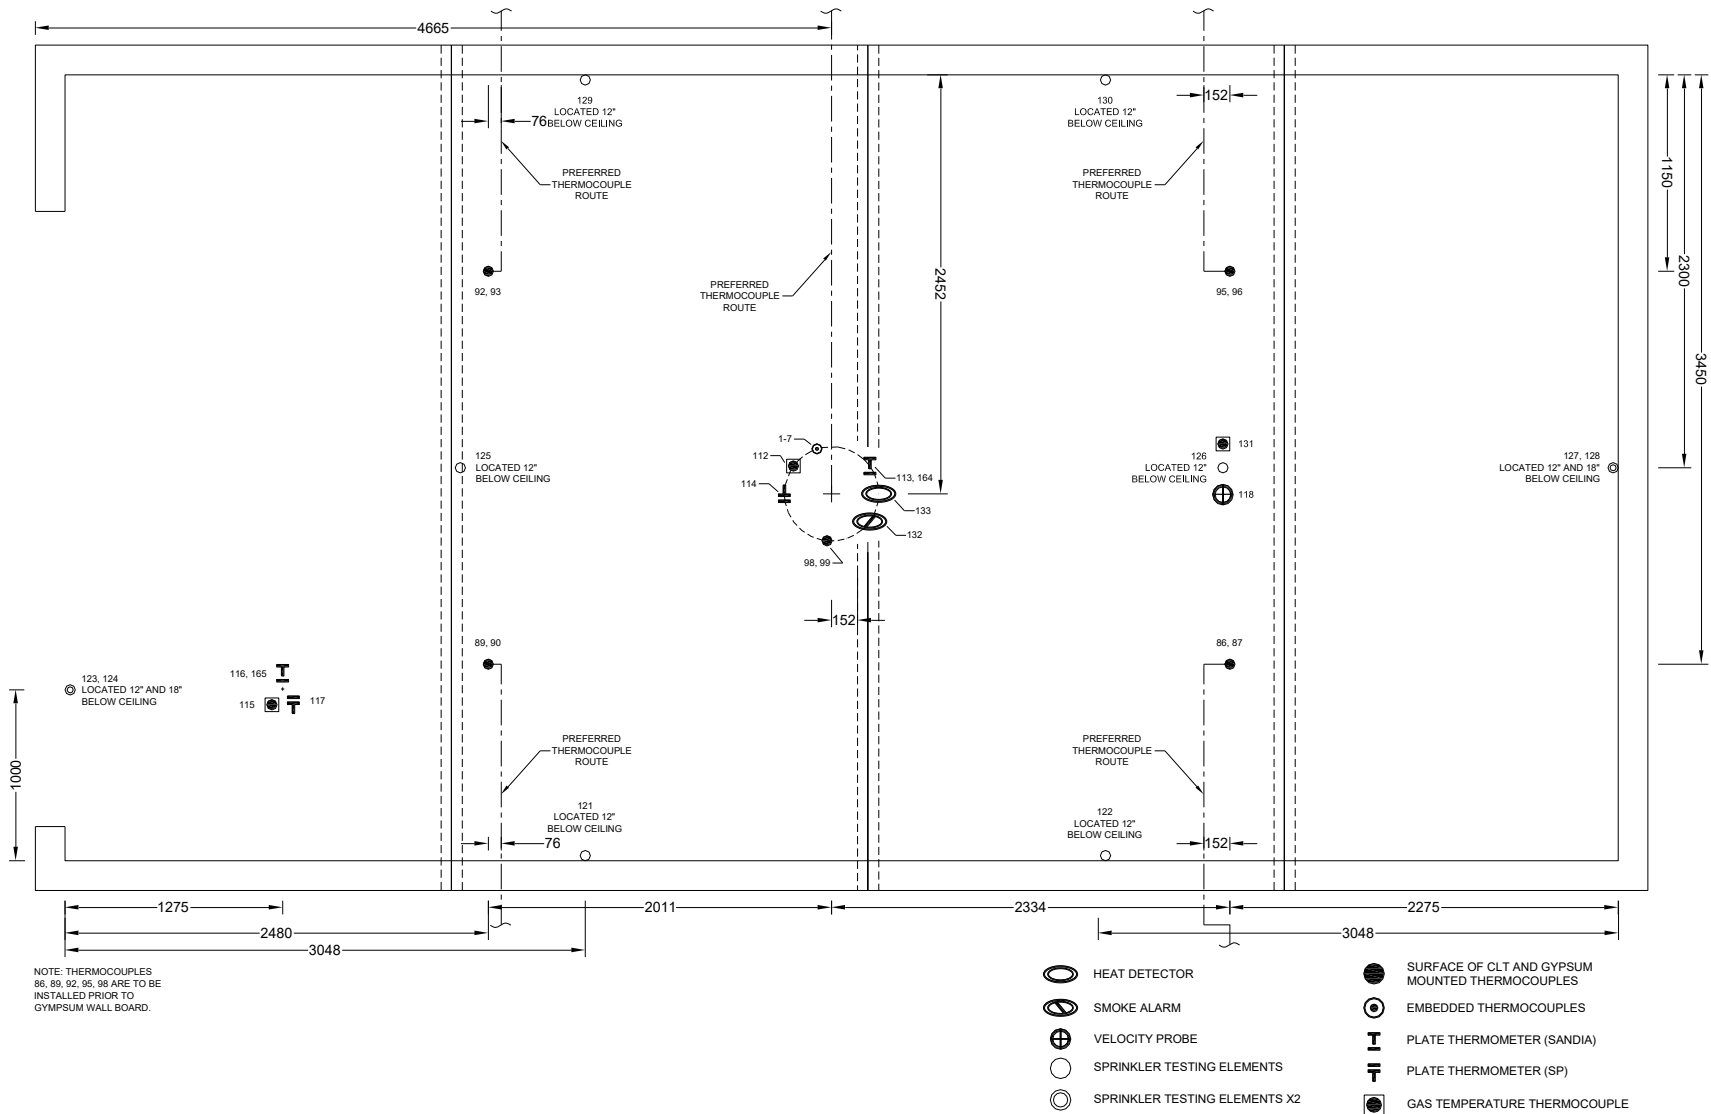 4665
129
LOCATED 12"
BELOW CEILING
76
130
LOCATED 12"
BELOW CEILING
152
PREFERRED
THERMOCOUPLE
ROUTE
PREFERRED
THERMOCOUPLE
ROUTE
1150
2300
3450
2452
92, 93
PREFERRED
THERMOCOUPLE
ROUTE
95, 96
1-7
112
114
113, 164
133
132
98, 99
125
LOCATED 12"
BELOW CEILING
131
126
LOCATED 12"
BELOW CEILING
118
127, 128
LOCATED 12" AND 18"
BELOW CEILING
152
89, 90
86, 87
123, 124
LOCATED 12" AND 18"
BELOW CEILING
116, 165
115
117
1000
PREFERRED
THERMOCOUPLE
ROUTE
PREFERRED
THERMOCOUPLE
ROUTE
121
LOCATED 12"
BELOW CEILING
76
122
LOCATED 12"
BELOW CEILING
152
1275
2011
2334
2275
2480
3048
3048
NOTE: THERMOCOUPLES
86, 89, 92, 95, 98 ARE TO BE
INSTALLED PRIOR TO
GYMPSUM WALL BOARD.
HEAT DETECTOR
SMOKE ALARM
VELOCITY PROBE
SPRINKLER TESTING ELEMENTS
SPRINKLER TESTING ELEMENTS X2
SURFACE OF CLT AND GYPSUM
MOUNTED THERMOCOUPLES
EMBEDDED THERMOCOUPLES
PLATE THERMOMETER (SANDIA)
PLATE THERMOMETER (SP)
GAS TEMPERATURE THERMOCOUPLE